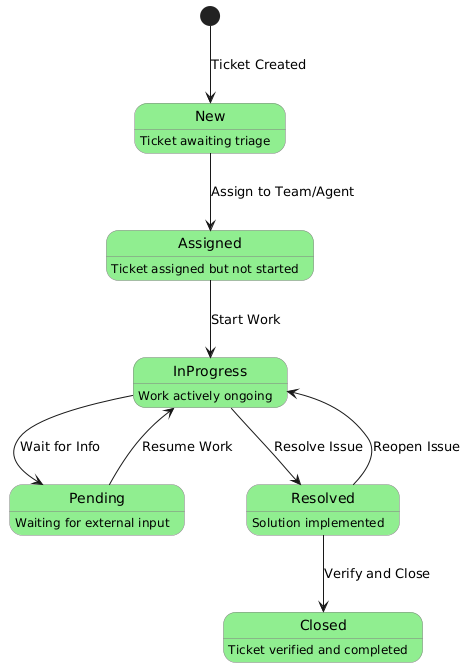 Ticket Created
New
Ticket awaiting triage
Assign to Team/Agent
Assigned
Ticket assigned but not started
Start Work
InProgress
Work actively ongoing
Wait for Info
Resume Work
Resolve Issue
Reopen Issue
Pending
Waiting for external input
Resolved
Solution implemented
Verify and Close
Closed
Ticket verified and completed